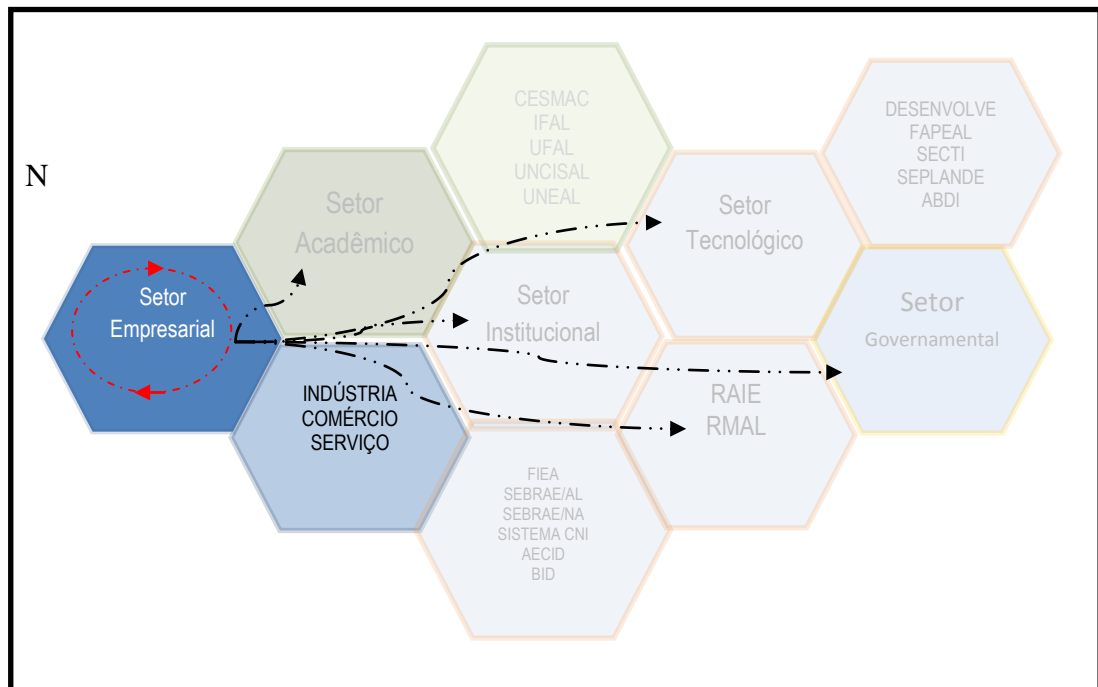 N
Setor
Empresarial
Setor
Acadêmico
INDÚSTRIA
COMÉRCIO
SERVIÇO
CESMAC
IFAL
UFAL
UNCISAL
UNEAL
Setor
Institucional
FIEA
SEBRAE/AL
SEBRAE/NA
SISTEMA CNI
AECID
BID
Setor
Tecnológico
RAIE
RMAL
DESENVOLVE
FAPEAL
SECTI
SEPLANDE
ABDI
Setor
Governamental